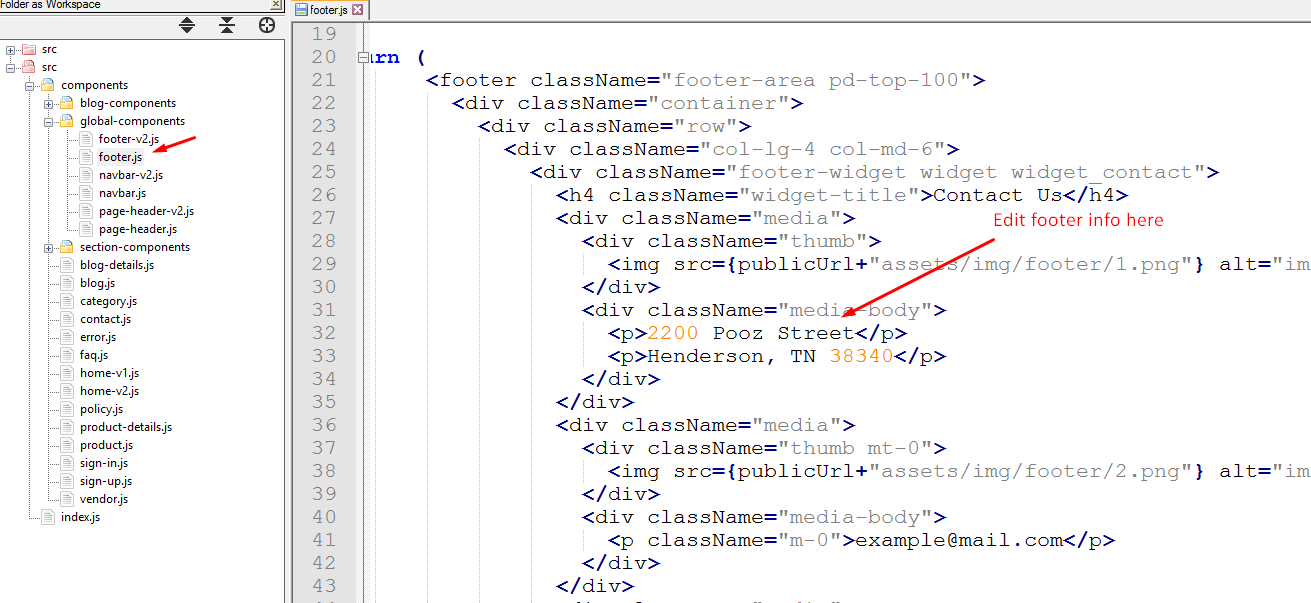 Folder as Workspace
src
src
components
blog-components
global-components
footer-v2.js
footer.js
navbar-v2.js
navbar.js
page-header-v2.js
page-header.js
section-components
blog-details.js
blog.js
category.js
contact.js
error.js
faq.js
home-v1.js
home-v2.js
policy.js
product-details.js
product.js
sign-in.js
sign-up.js
vendor.js
index.js
footer.js
19
20 urn (
21 <footer className="footer-area pd-top-100">
22 <div className="container">
23 <div className="row">
24 <div className="col-lg-4 col-md-6">
25 <div className="footer-widget widget widget_contact">
26 <h4 className="widget-title">Contact Us</h4>
27 <div className="media">
Edit footer info here
28 <div className="thumb">
29 <img src={publicUrl+"assets/img/footer/1.png"} alt="im
30 </div>
31 <div className="media-body">
32 <p>2200 Pooz Street</p>
33 <p>Henderson, TN 38340</p>
34 </div>
35 </div>
36 <div className="media">
37 <div className="thumb mt-0">
38 <img src={publicUrl+"assets/img/footer/2.png"} alt="im
39 </div>
40 <div className="media-body">
41 <p className="m-0">example@mail.com</p>
42 </div>
43 </div>